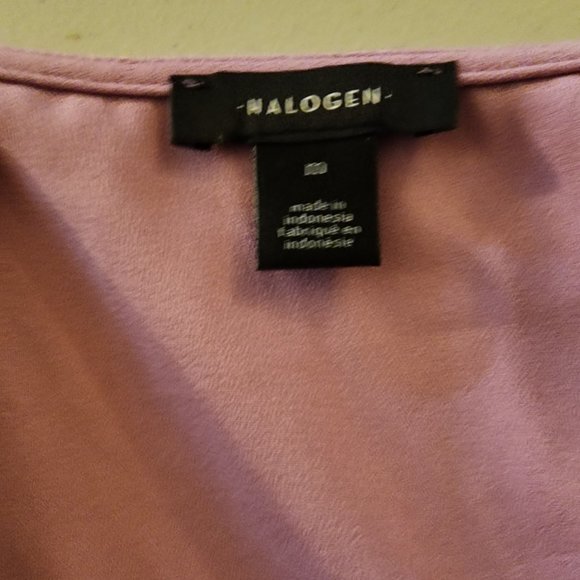 HALOGEN
m
made in
indonesia
fabriqué en
indonésie